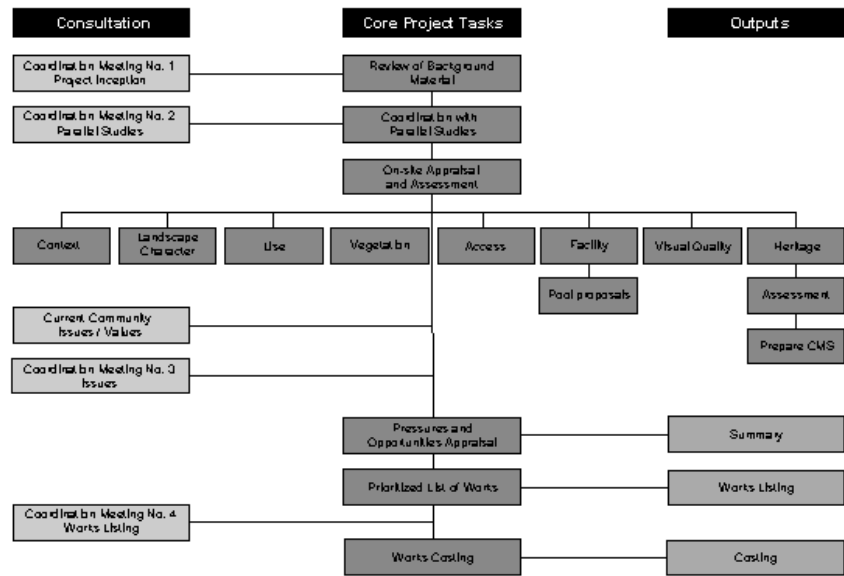 Consultation
Core Project Tasks
Outputs
Coordination Meeting No. 1
Project Inception
Review of Background
Material
Coordination Meeting No. 2
Parallel Studies
Coordination with
Parallel Studies
On-site Appraisal
and Assessment
Context
Landscape
Character
Use
Vegetation
Access
Facility
Visual Quality
Heritage
Pool proposals
Assessment
Current Community
Issues / Values
Prepare CMS
Coordination Meeting No. 3
Issues
Pressures and
Opportunities Appraisal
Summary
Prioritized List of Works
Works Listing
Coordination Meeting No. 4
Works Listing
Works Costing
Costing